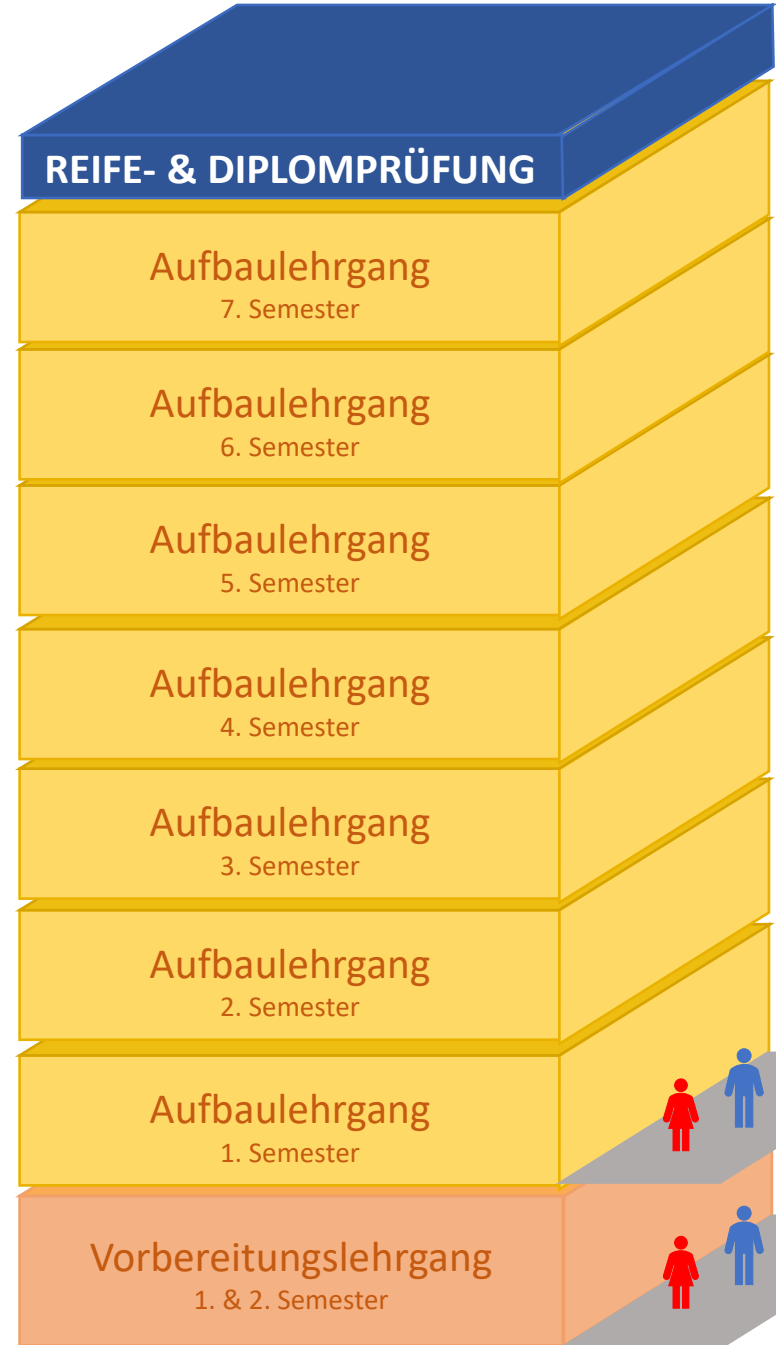 REIFE- & DIPLOMPRÜFUNG
Aufbaulehrgang
7. Semester
Aufbaulehrgang
6. Semester
Aufbaulehrgang
5. Semester
Aufbaulehrgang
4. Semester
Aufbaulehrgang
3. Semester
Aufbaulehrgang
2. Semester
Aufbaulehrgang
1. Semester
Vorbereitungslehrgang
1. & 2. Semester